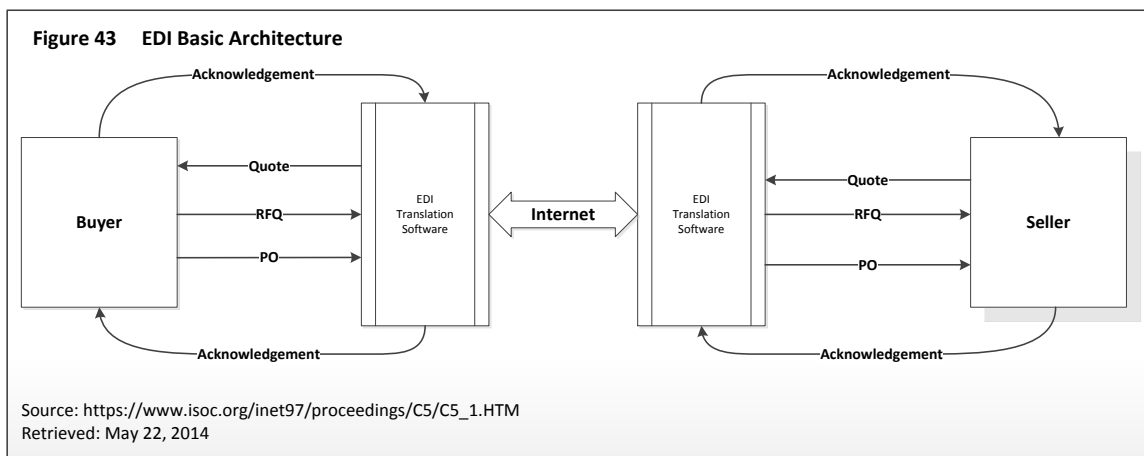 Figure 43 EDI Basic Architecture
Acknowledgement
Acknowledgement
Quote
Quote
EDI
Translation
Software
EDI
Translation
Software
Buyer
RFQ
Internet
RFQ
Seller
PO
PO
Acknowledgement
Acknowledgement
Source: https://www.isoc.org/inet97/proceedings/C5/C5_1.HTM
Retrieved: May 22, 2014